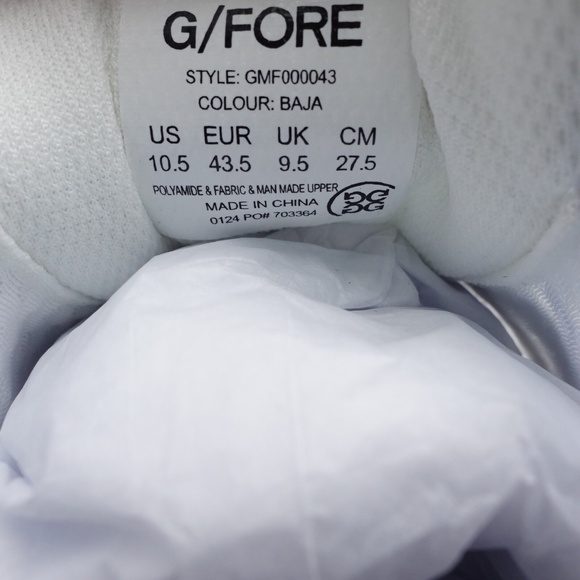 G/FORE
STYLE: GMF000043
COLOUR: BAJA
US EUR UK CM
10.5 43.5 9.5 27.5
POLYAMIDE & FABRIC & MAN MADE UPPER
MADE IN CHINA
0124 PO# 703364